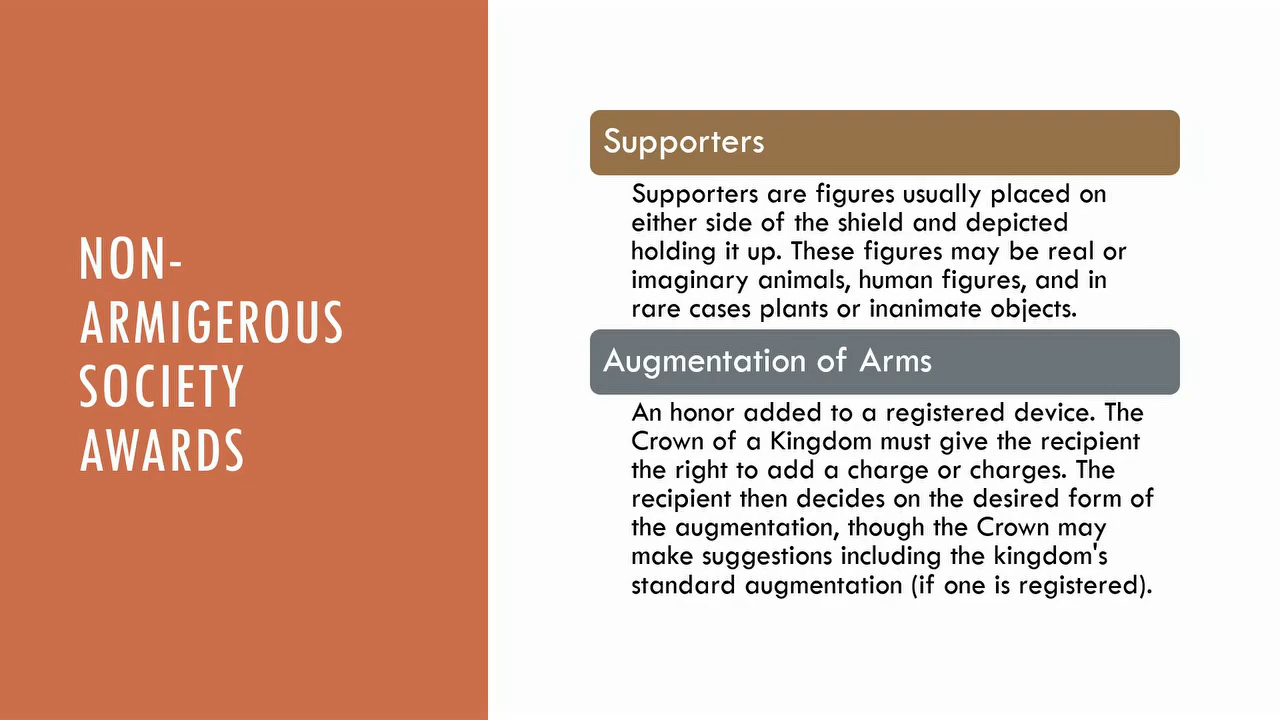 NON-
ARMIGEROUS
SOCIETY
AWARDS
Supporters
Supporters are figures usually placed on
either side of the shield and depicted
holding it up. These figures may be real or
imaginary animals, human figures, and in
rare cases plants or inanimate objects.
Augmentation of Arms
An honor added to a registered device. The
Crown of a Kingdom must give the recipient
the right to add a charge or charges. The
recipient then decides on the desired form of
the augmentation, though the Crown may
make suggestions including the kingdom's
standard augmentation (if one is registered).